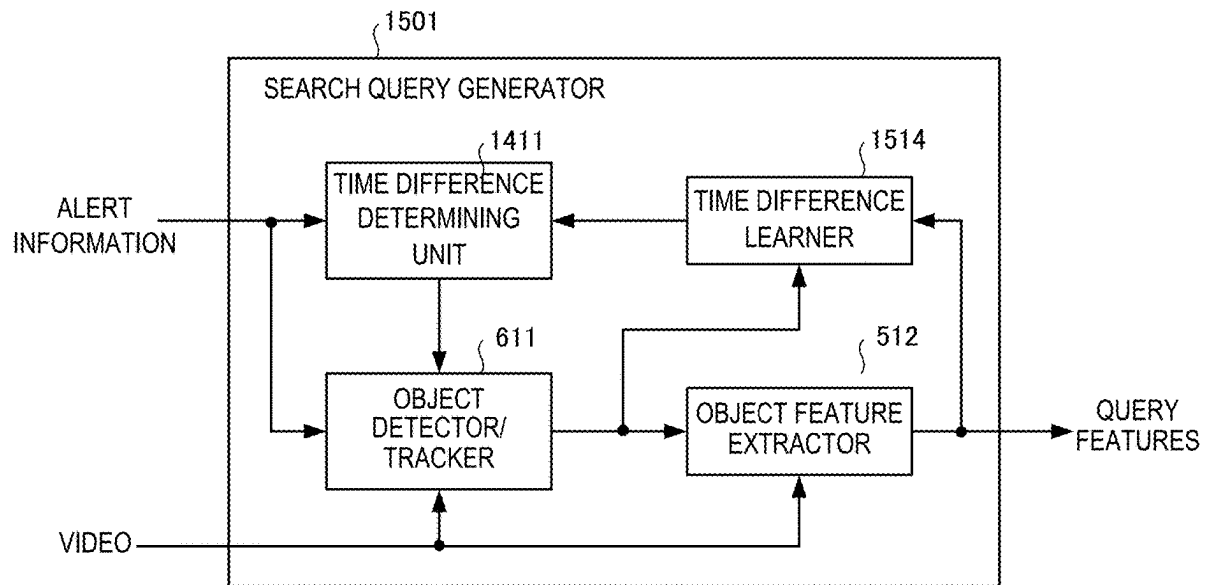 1501
SEARCH QUERY GENERATOR
1411
1514
TIME DIFFERENCE
DETERMINING
UNIT
TIME DIFFERENCE
LEARNER
ALERT
INFORMATION
611
512
OBJECT
DETECTOR/
TRACKER
OBJECT FEATURE
EXTRACTOR
QUERY
FEATURES
VIDEO